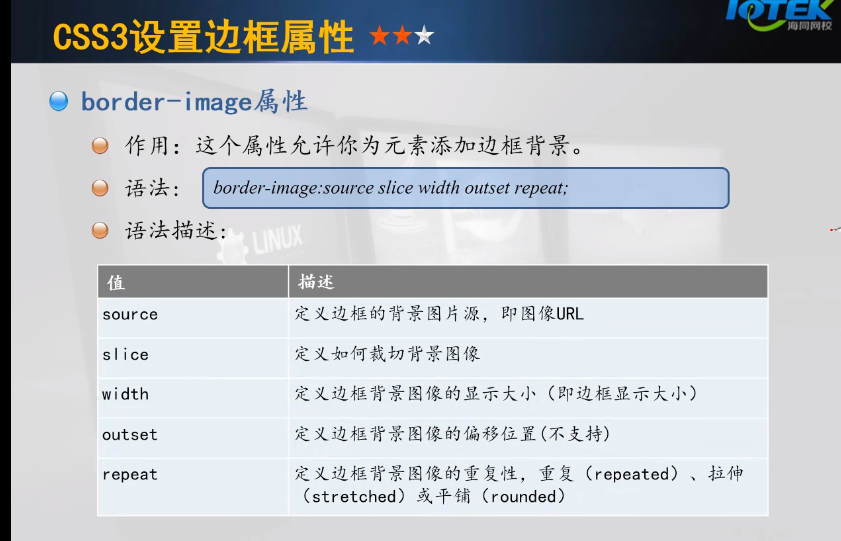 IOTEK
海同网校
CSS3设置边框属性 ★★★
border-image属性
作用：这个属性允许你为元素添加边框背景。
语法：
border-image:source slice width outset repeat;
语法描述：
LINUX
值 描述
source 定义边框的背景图片源，即图像URL
slice 定义如何裁切背景图像
width 定义边框背景图像的显示大小（即边框显示大小）
outset 定义边框背景图像的偏移位置(不支持)
repeat 定义边框背景图像的重复性，重复（repeated）、拉伸
（stretched）或平铺（rounded）